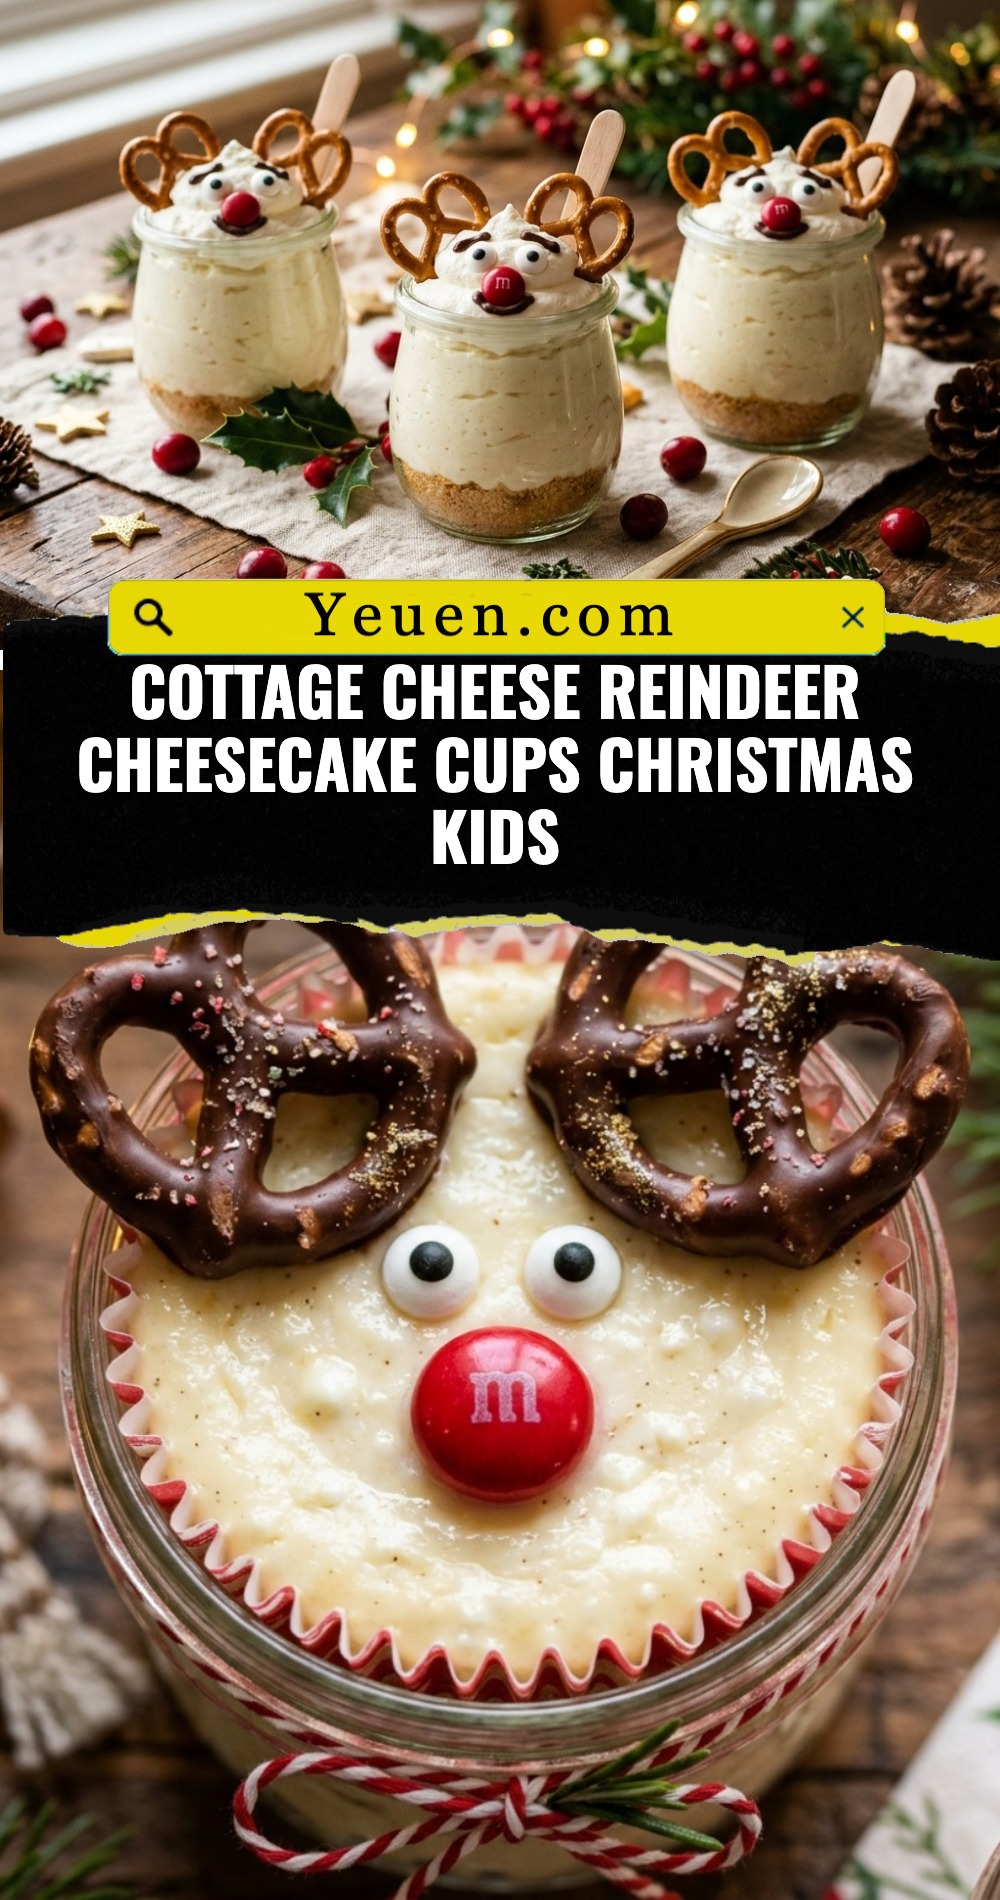 m
m
Yeuen.com
COTTAGE CHEESE REINDEER
CHEESECAKE CUPS CHRISTMAS
KIDS
m